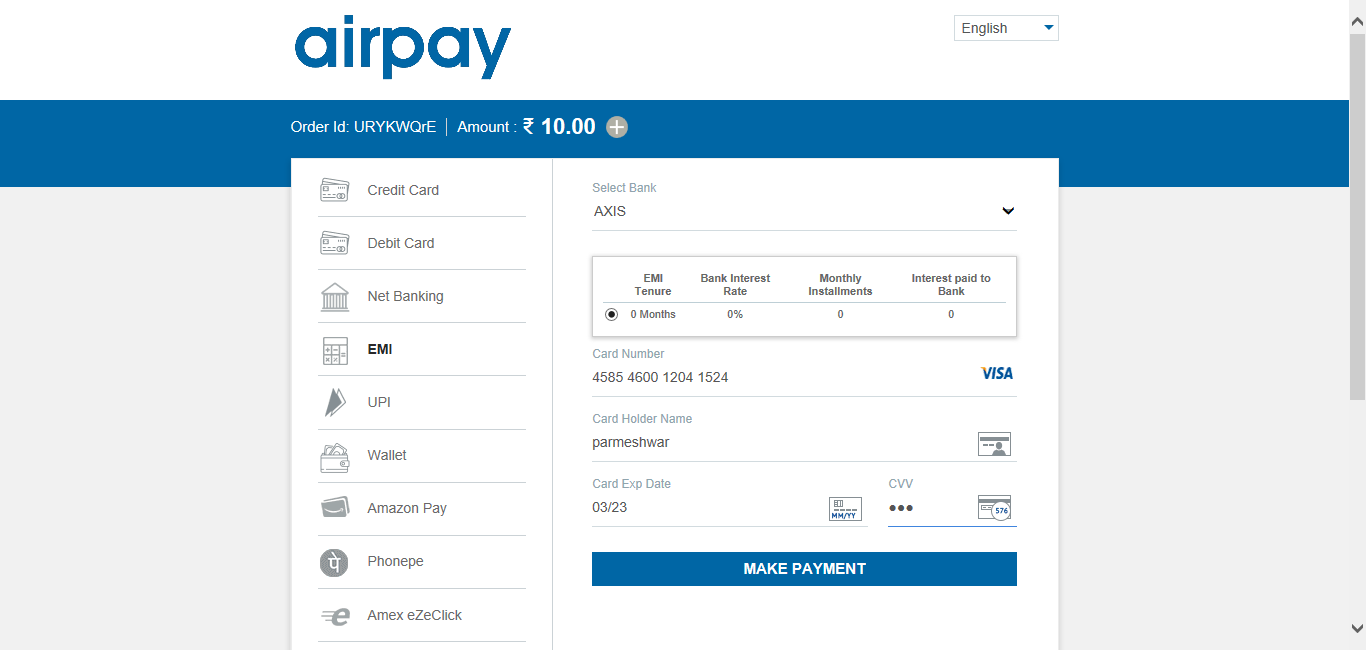 airpay
English
Order Id: URYKWQrE | Amount : ₹ 10.00
Credit Card
Debit Card
Net Banking
EMI
UPI
Wallet
Amazon Pay
Phonepe
Amex eZeClick
Select Bank
AXIS
EMI Tenure Bank Interest Rate Monthly Installments Interest paid to Bank
0 Months 0% 0 0
Card Number
4585 4600 1204 1524 VISA
Card Holder Name
parmeshwar
Card Exp Date CVV
03/23 MM/YY ●●● 576
MAKE PAYMENT